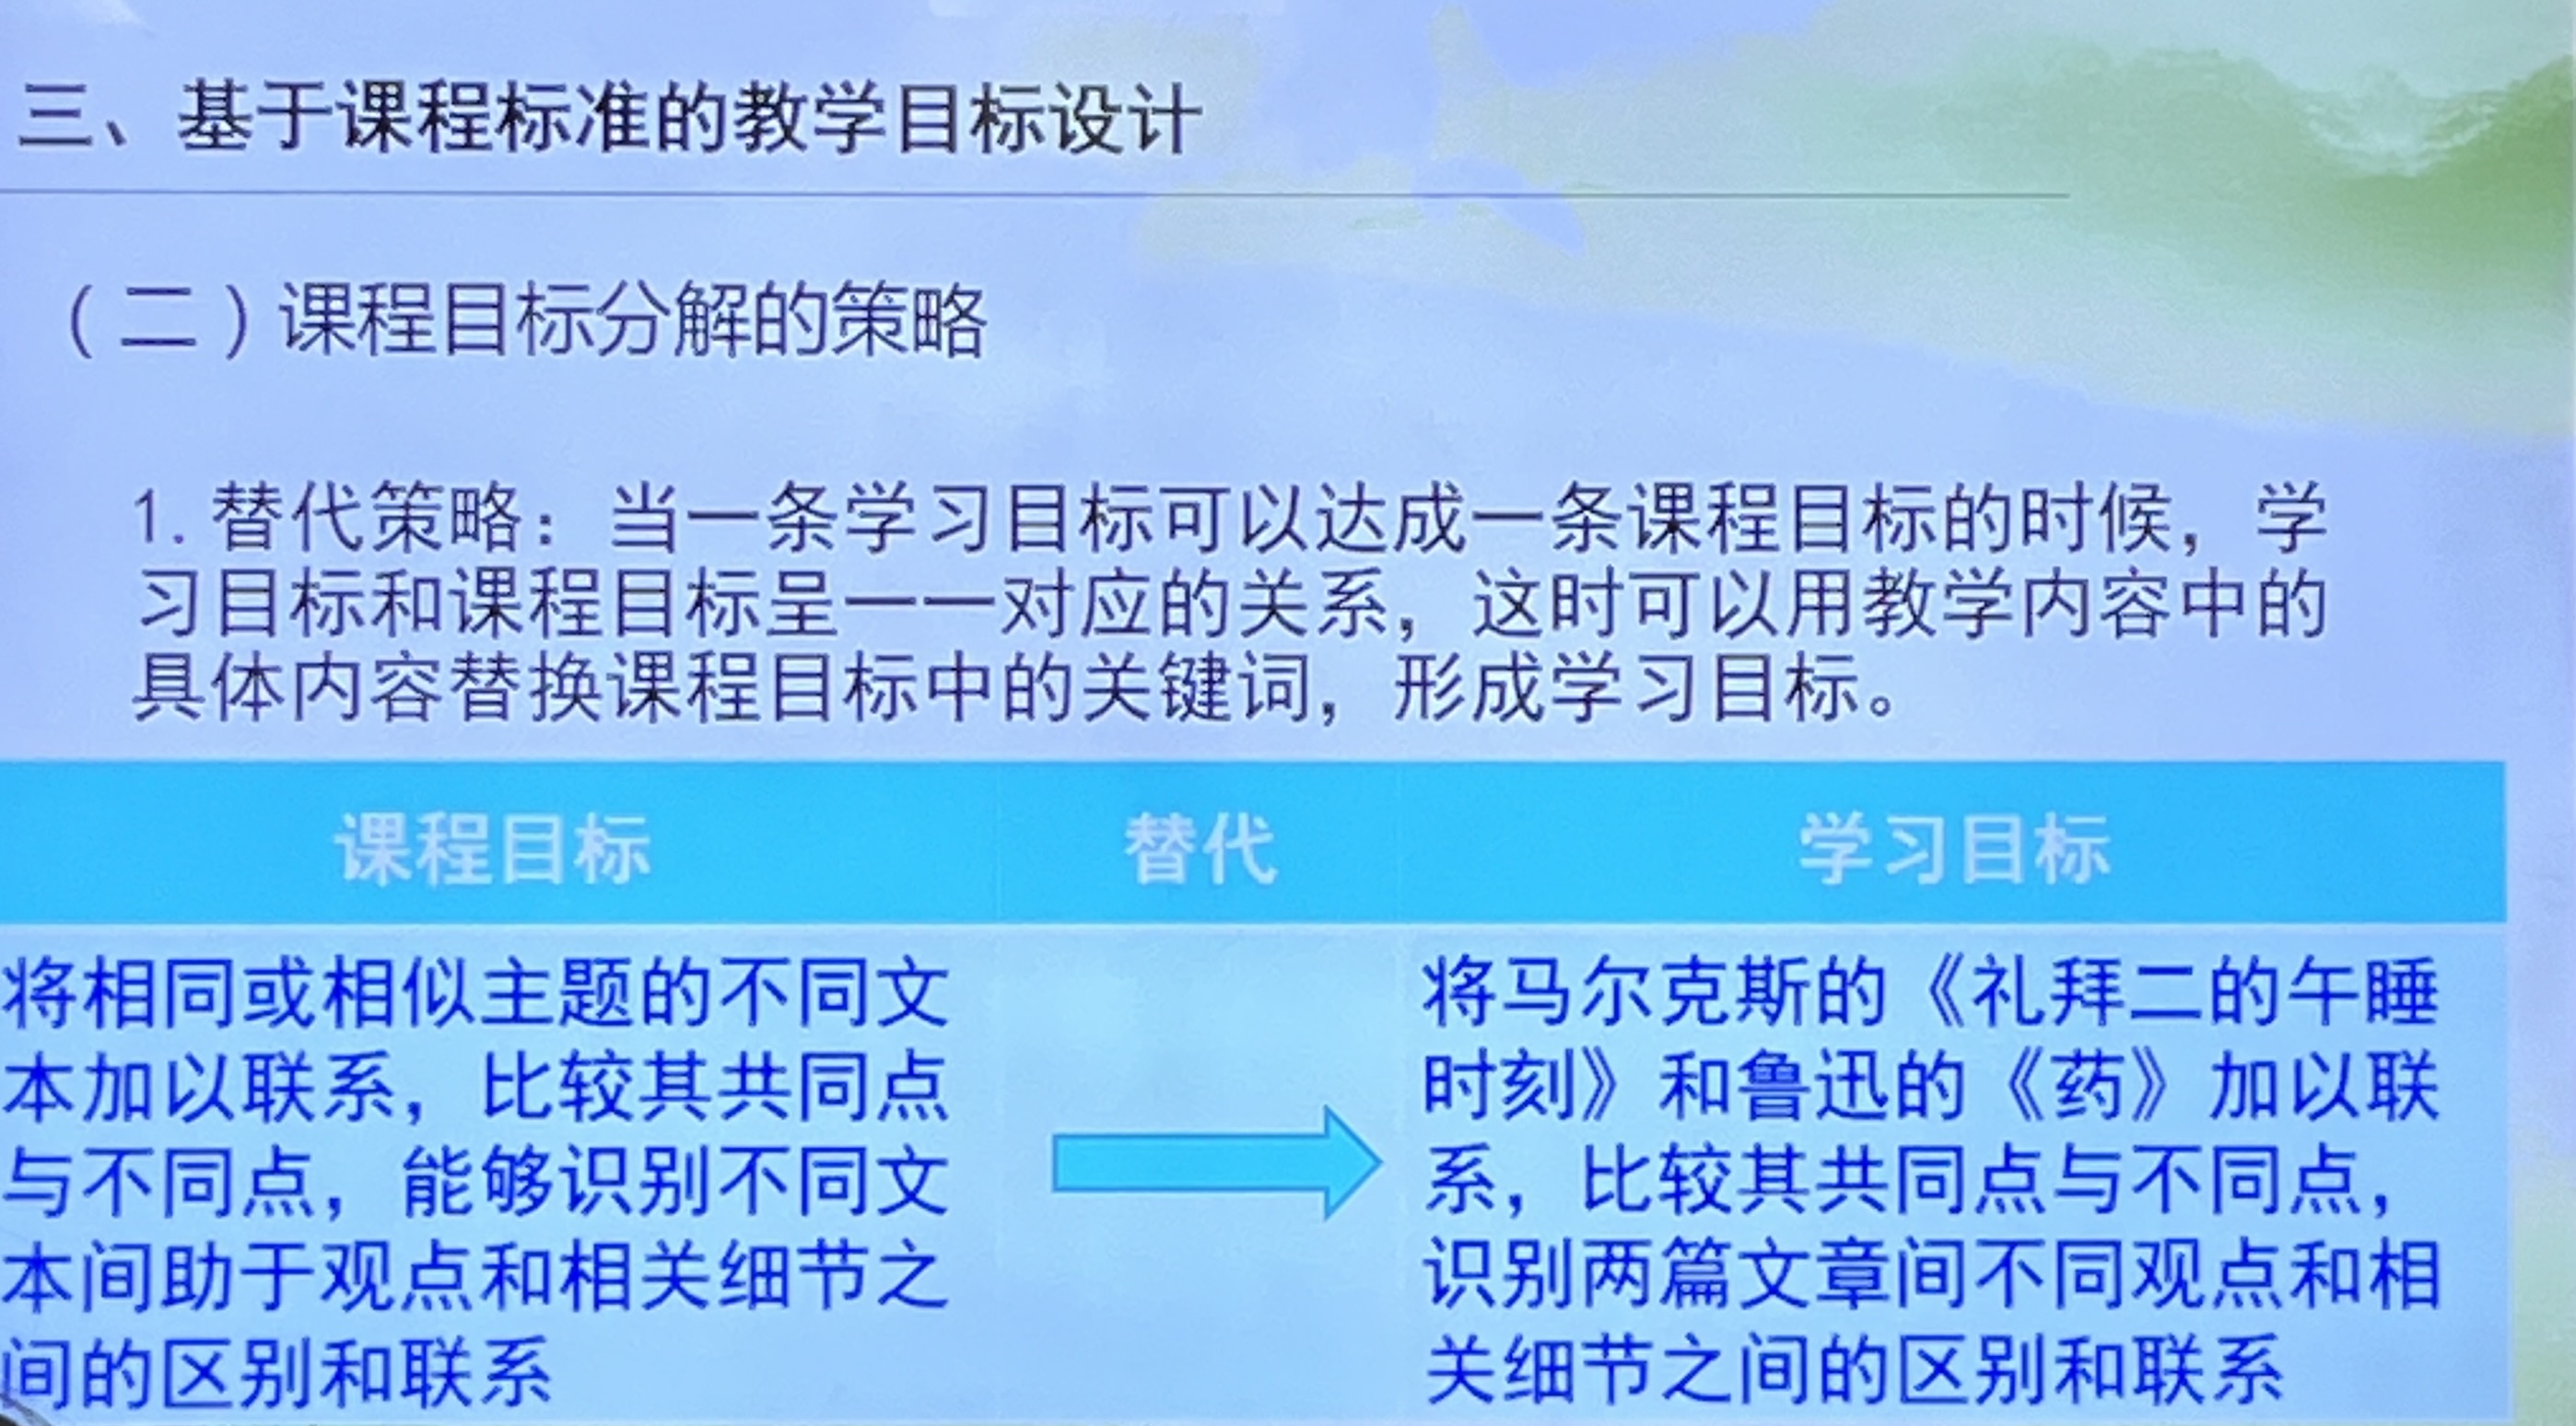 三、基于课程标准的教学目标设计
（二）课程目标分解的策略
1. 替代策略：当一条学习目标可以达成一条课程目标的时候，学
习目标和课程目标呈一一对应的关系，这时可以用教学内容中的
具体内容替换课程目标中的关键词，形成学习目标。
课程目标
替代
学习目标
将相同或相似主题的不同文
本加以联系，比较其共同点
与不同点，能够识别不同文
本间助于观点和相关细节之
间的区别和联系
将马尔克斯的《礼拜二的午睡
时刻》和鲁迅的《药》加以联
系，比较其共同点与不同点，
识别两篇文章间不同观点和相
关细节之间的区别和联系